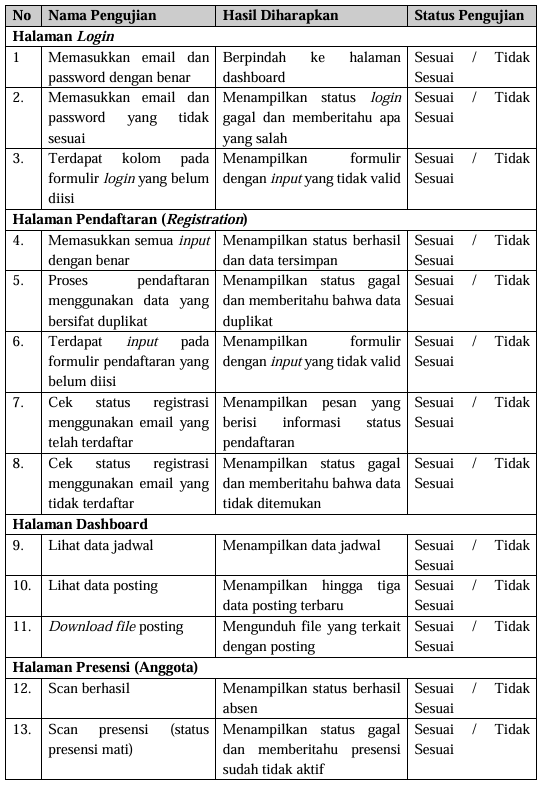 No Nama Pengujian Hasil Diharapkan Status Pengujian
Halaman Login
1 Memasukkan email dan Berpindah ke halaman Sesuai / Tidak
password dengan benar dashboard Sesuai
2. Memasukkan email dan Menampilkan status login Sesuai / Tidak
password yang tidak gagal dan memberitahu apa Sesuai
sesuai yang salah
3. Terdapat kolom pada Menampilkan formulir Sesuai / Tidak
formulir login yang belum dengan input yang tidak valid Sesuai
diisi
Halaman Pendaftaran (Registration)
4. Memasukkan semua input Menampilkan status berhasil Sesuai / Tidak
dengan benar dan data tersimpan Sesuai
5. Proses pendaftaran Menampilkan status gagal Sesuai / Tidak
menggunakan data yang dan memberitahu bahwa data Sesuai
bersifat duplikat duplikat
6. Terdapat input pada Menampilkan formulir Sesuai / Tidak
formulir pendaftaran yang dengan input yang tidak valid Sesuai
belum diisi
7. Cek status registrasi Menampilkan pesan yang Sesuai / Tidak
menggunakan email yang berisi informasi status Sesuai
telah terdaftar pendaftaran
8. Cek status registrasi Menampilkan status gagal Sesuai / Tidak
menggunakan email yang dan memberitahu bahwa data Sesuai
tidak terdaftar tidak ditemukan
Halaman Dashboard
9. Lihat data jadwal Menampilkan data jadwal Sesuai / Tidak
Sesuai
10. Lihat data posting Menampilkan hingga tiga Sesuai / Tidak
data posting terbaru Sesuai
11. Download file posting Mengunduh file yang terkait Sesuai / Tidak
dengan posting Sesuai
Halaman Presensi (Anggota)
12. Scan berhasil Menampilkan status berhasil Sesuai / Tidak
absen Sesuai
13. Scan presensi (status Menampilkan status gagal Sesuai / Tidak
presensi mati) dan memberitahu presensi Sesuai
sudah tidak aktif